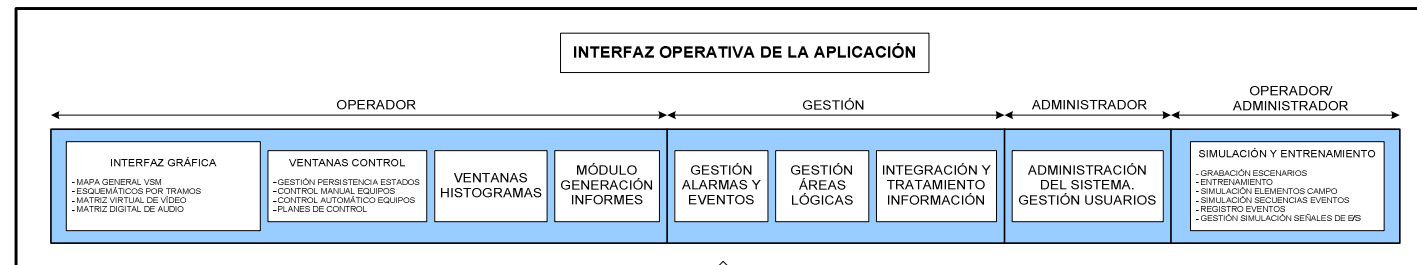 INTERFAZ OPERATIVA DE LA APLICACIÓN
OPERADOR
GESTIÓN
ADMINISTRADOR
OPERADOR/
ADMINISTRADOR
INTERFAZ GRÁFICA
- MAPA GENERAL VSM
- ESQUEMÁTICOS POR TRAMOS
- MATRIZ VIRTUAL DE VÍDEO
- MATRIZ DIGITAL DE AUDIO
VENTANAS CONTROL
- GESTIÓN PERSISTENCIA ESTADOS
- CONTROL MANUAL EQUIPOS
- CONTROL AUTOMÁTICO EQUIPOS
- PLANES DE CONTROL
VENTANAS
HISTOGRAMAS
MÓDULO
GENERACIÓN
INFORMES
GESTIÓN
ALARMAS Y
EVENTOS
GESTIÓN
ÁREAS
LÓGICAS
INTEGRACIÓN Y
TRATAMIENTO
INFORMACIÓN
ADMINISTRACIÓN
DEL SISTEMA.
GESTIÓN USUARIOS
SIMULACIÓN Y ENTRENAMIENTO
- GRABACIÓN ESCENARIOS
- ENTRENAMIENTO
- SIMULACIÓN ELEMENTOS CAMPO
- SIMULACIÓN SECUENCIAS EVENTOS
- REGISTRO EVENTOS
- GESTIÓN SIMULACIÓN SEÑALES DE E/S